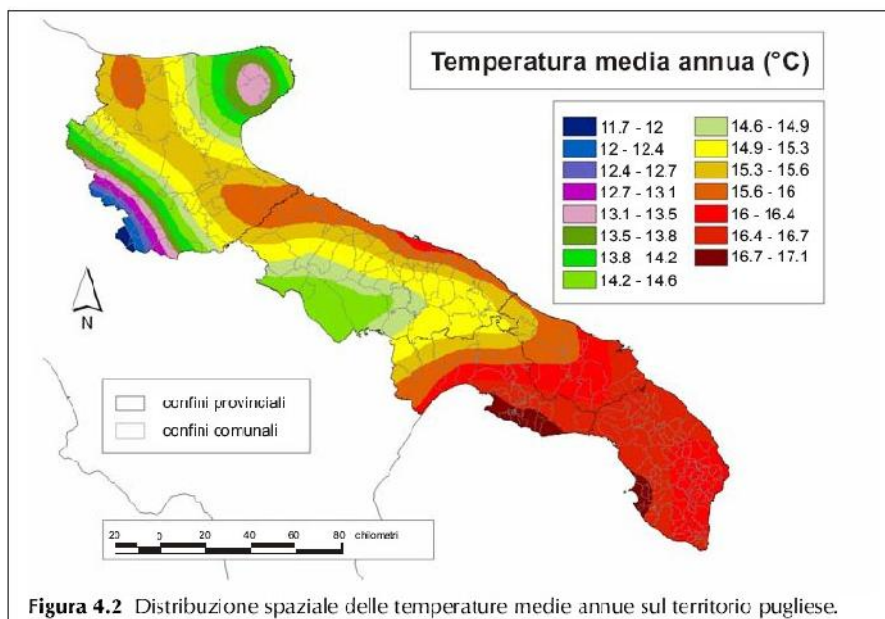 Temperatura media annua (°C)
11.7 - 12
12 - 12.4
12.4 - 12.7
12.7 - 13.1
13.1 - 13.5
13.5 - 13.8
13.8 14.2
14.2 - 14.6
14.6 - 14.9
14.9 - 15.3
15.3 - 15.6
15.6 - 16
16 - 16.4
16.4 - 16.7
16.7 - 17.1
N
confini provinciali
confini comunali
20 0 20 40 60 80 chilometri
Figura 4.2 Distribuzione spaziale delle temperature medie annue sul territorio pugliese.